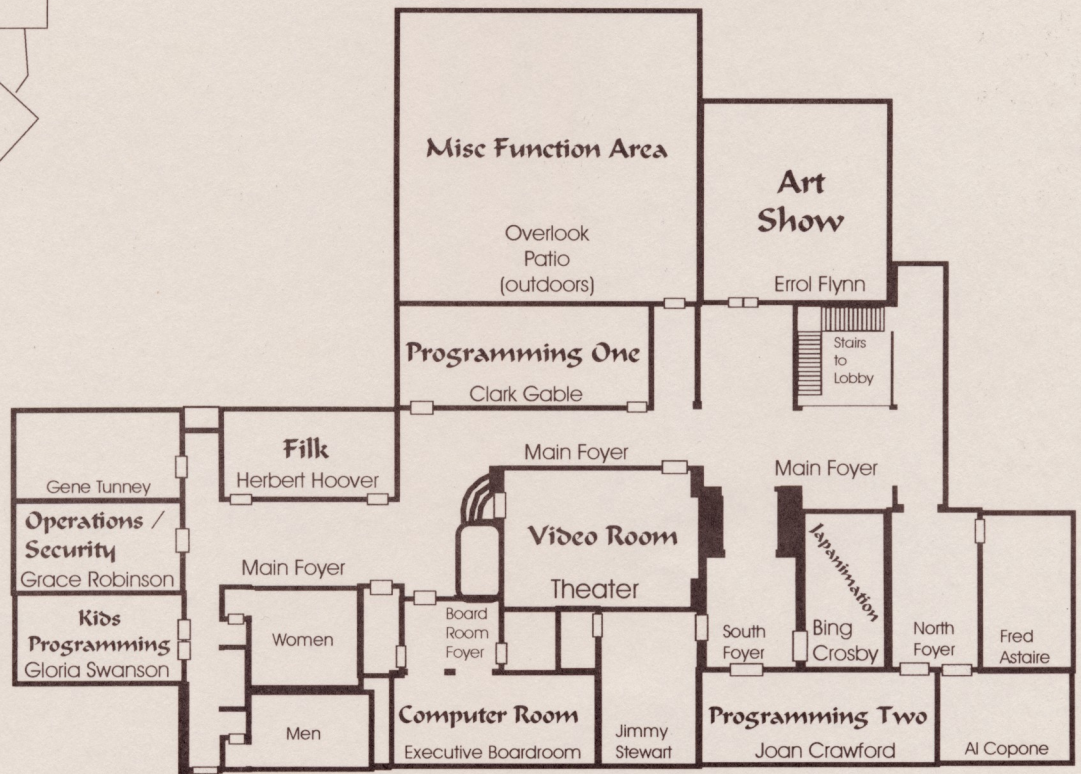 Misc Function Area
Overlook
Patio
(outdoors)
Art
Show
Errol Flynn
Programming One
Clark Gable
Stairs
to
Lobby
Filk
Herbert Hoover
Main Foyer
Main Foyer
Gene Tunney
Operations /
Security
Grace Robinson
Main Foyer
Video Room
Theater
Japanimation
Bing
Crosby
Kids
Programming
Gloria Swanson
Women
Board
Room
Foyer
South
Foyer
North
Foyer
Fred
Astaire
Men
Computer Room
Executive Boardroom
Jimmy
Stewart
Programming Two
Joan Crawford
Al Copone